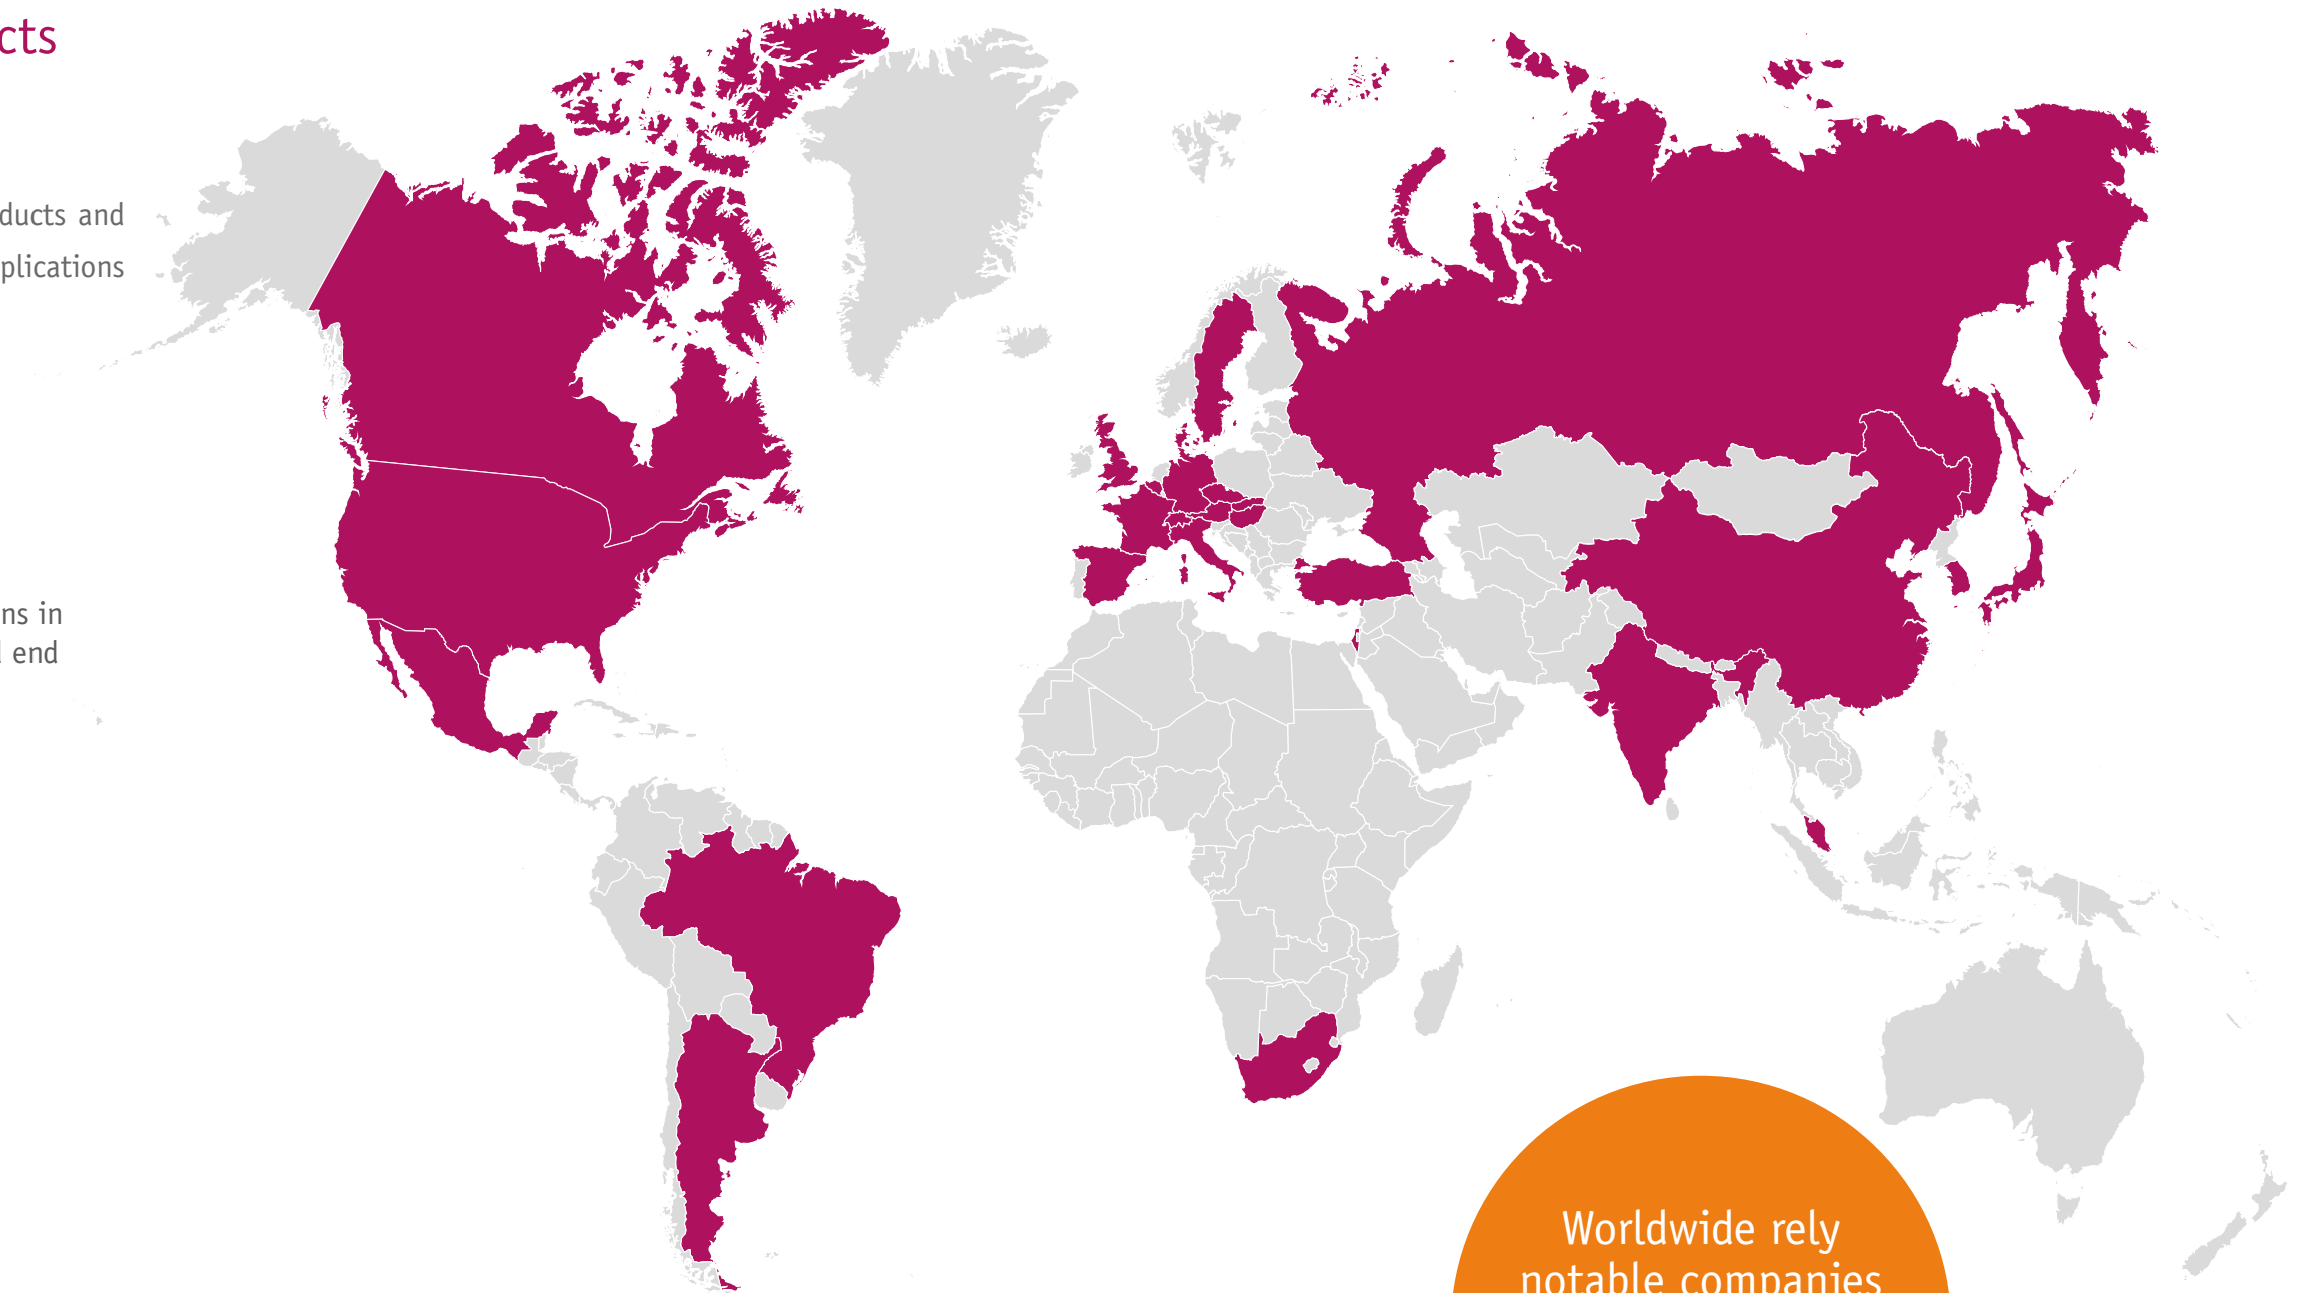 cts
ducts and
plications
ns in
end
Worldwide rely
notable companies